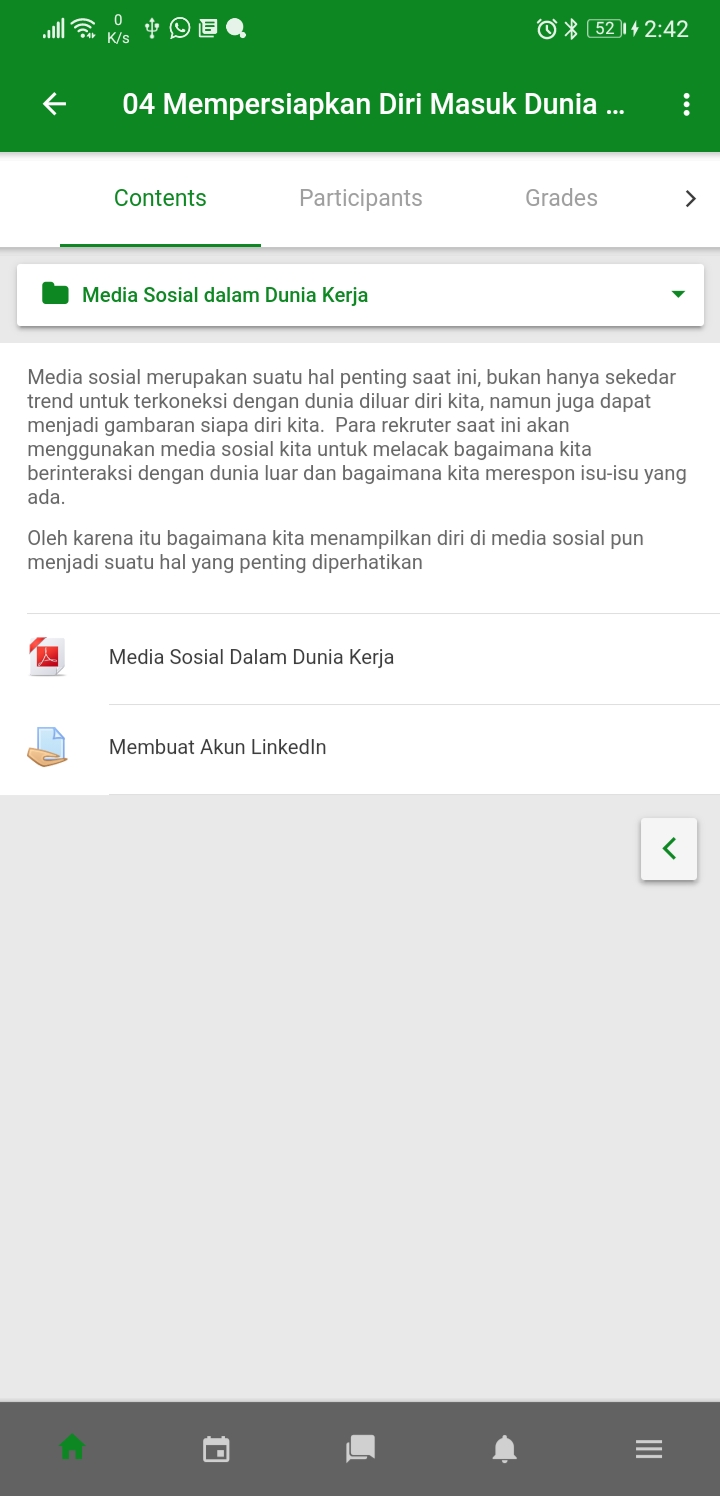 0
K/s
52
2:42
04 Mempersiapkan Diri Masuk Dunia ...
Contents
Participants
Grades
Media Sosial dalam Dunia Kerja
Media sosial merupakan suatu hal penting saat ini, bukan hanya sekedar
trend untuk terkoneksi dengan dunia diluar diri kita, namun juga dapat
menjadi gambaran siapa diri kita.  Para rekruter saat ini akan
menggunakan media sosial kita untuk melacak bagaimana kita
berinteraksi dengan dunia luar dan bagaimana kita merespon isu-isu yang
ada.
Oleh karena itu bagaimana kita menampilkan diri di media sosial pun
menjadi suatu hal yang penting diperhatikan
Media Sosial Dalam Dunia Kerja
Membuat Akun LinkedIn